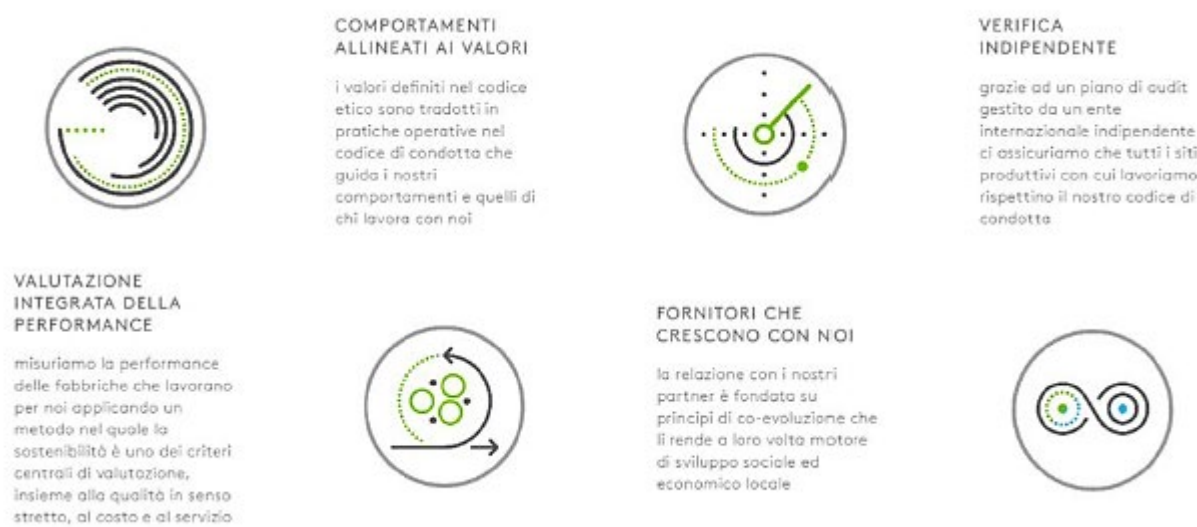 COMPORTAMENTI
ALLINEATI AI VALORI
i valori definiti nel codice
etico sono tradotti in
pratiche operative nel
codice di condotta che
guida i nostri
comportamenti e quelli di
chi lavora con noi
VERIFICA
INDIPENDENTE
grazie ad un piano di audit
gestito da un ente
internazionale indipendente
ci assicuriamo che tutti i siti
produttivi con cui lavoriamo
rispettino il nostro codice di
condotta
VALUTAZIONE
INTEGRATA DELLA
PERFORMANCE
misuriamo la performance
delle fabbriche che lavorano
per noi applicando un
metodo nel quale la
sostenibilità è uno dei criteri
centrali di valutazione,
insieme alla qualità in senso
stretto, al costo e al servizio
FORNITORI CHE
CRESCONO CON NOI
la relazione con i nostri
partner è fondata su
principi di co-evoluzione che
li rende a loro volta motore
di sviluppo sociale ed
economico locale